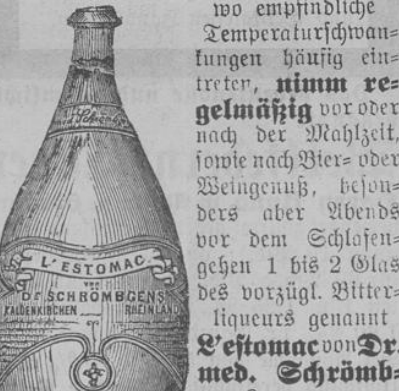 wo empfindliche
Temperaturschwan-
kungen häufig ein-
treten, nimm re-
gelmäßig vor oder
nach der Mahlzeit,
sowie nach Bier- oder
Weingenuß, beson-
ders aber Abends
vor dem Schlafen-
gehen 1 bis 2 Glas
des vorzügl. Bitter-
liqueurs genannt
L'estomac von Dr.
med. Schrömb-
L'ESTOMAC
VON
DR SCHRÖMBGENS
KALDENKIRCHEN RHEINLAND